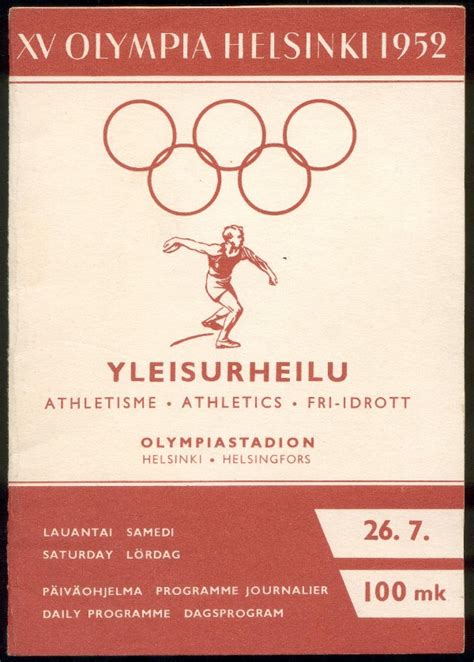 XV OLYMPIA HELSINKI 1952
YLEISURHEILU
ATHLETISME • ATHLETICS • FRI-IDROTT
OLYMPIASTADION
HELSINKI • HELSINGFORS
LAUANTAI SAMEDI
SATURDAY LÖRDAG
26. 7.
PÄIVÄOHJELMA PROGRAMME JOURNALIER
DAILY PROGRAMME DAGSPROGRAM
100 mk